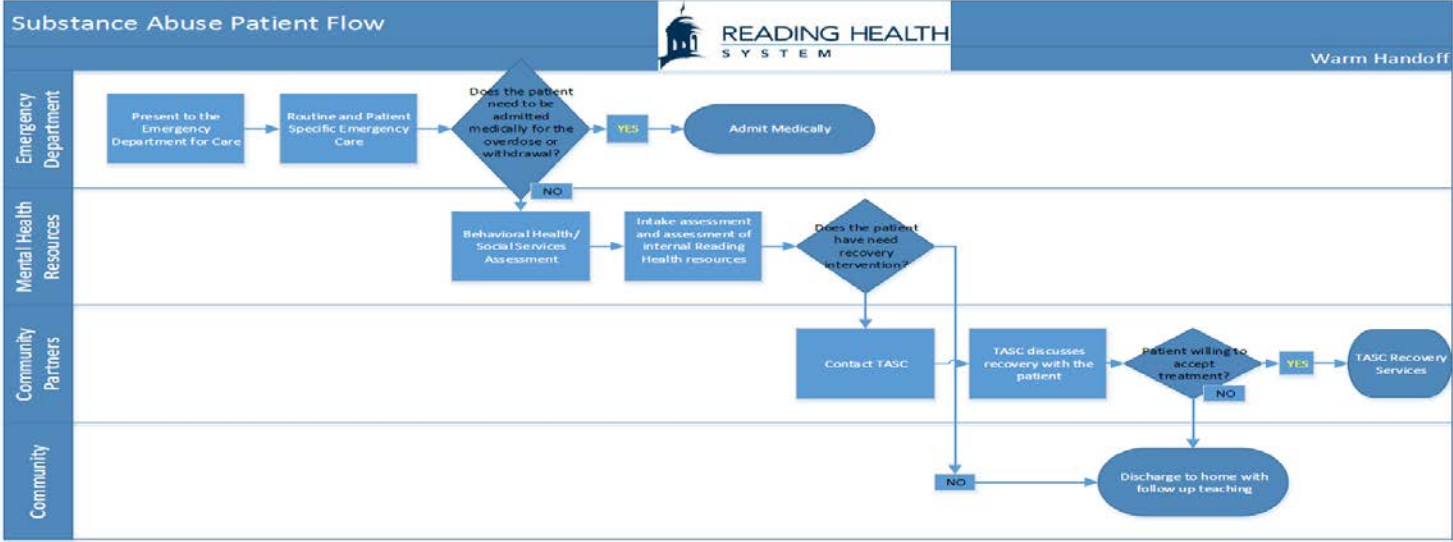 Substance Abuse Patient Flow
READING HEALTH
SYSTEM
Warm Handoff
Emergency
Department
Present to the
Emergency
Department for Care
Routine and Patient
Specific Emergency
Care
Does the patient
need to be
admitted
medically for the
overdose or
withdrawal?
YES
Admit Medically
NO
Mental Health
Resources
Behavioral Health/
Social Services
Assessment
Intake assessment
and assessment of
internal Reading
Health resources
Does the patient
have need
recovery
intervention?
Community
Partners
Contact TASC
TASC discusses
recovery with the
patient
Patient willing to
accept
treatment?
YES
TASC Recovery
Services
NO
Community
NO
Discharge to home with
follow up teaching